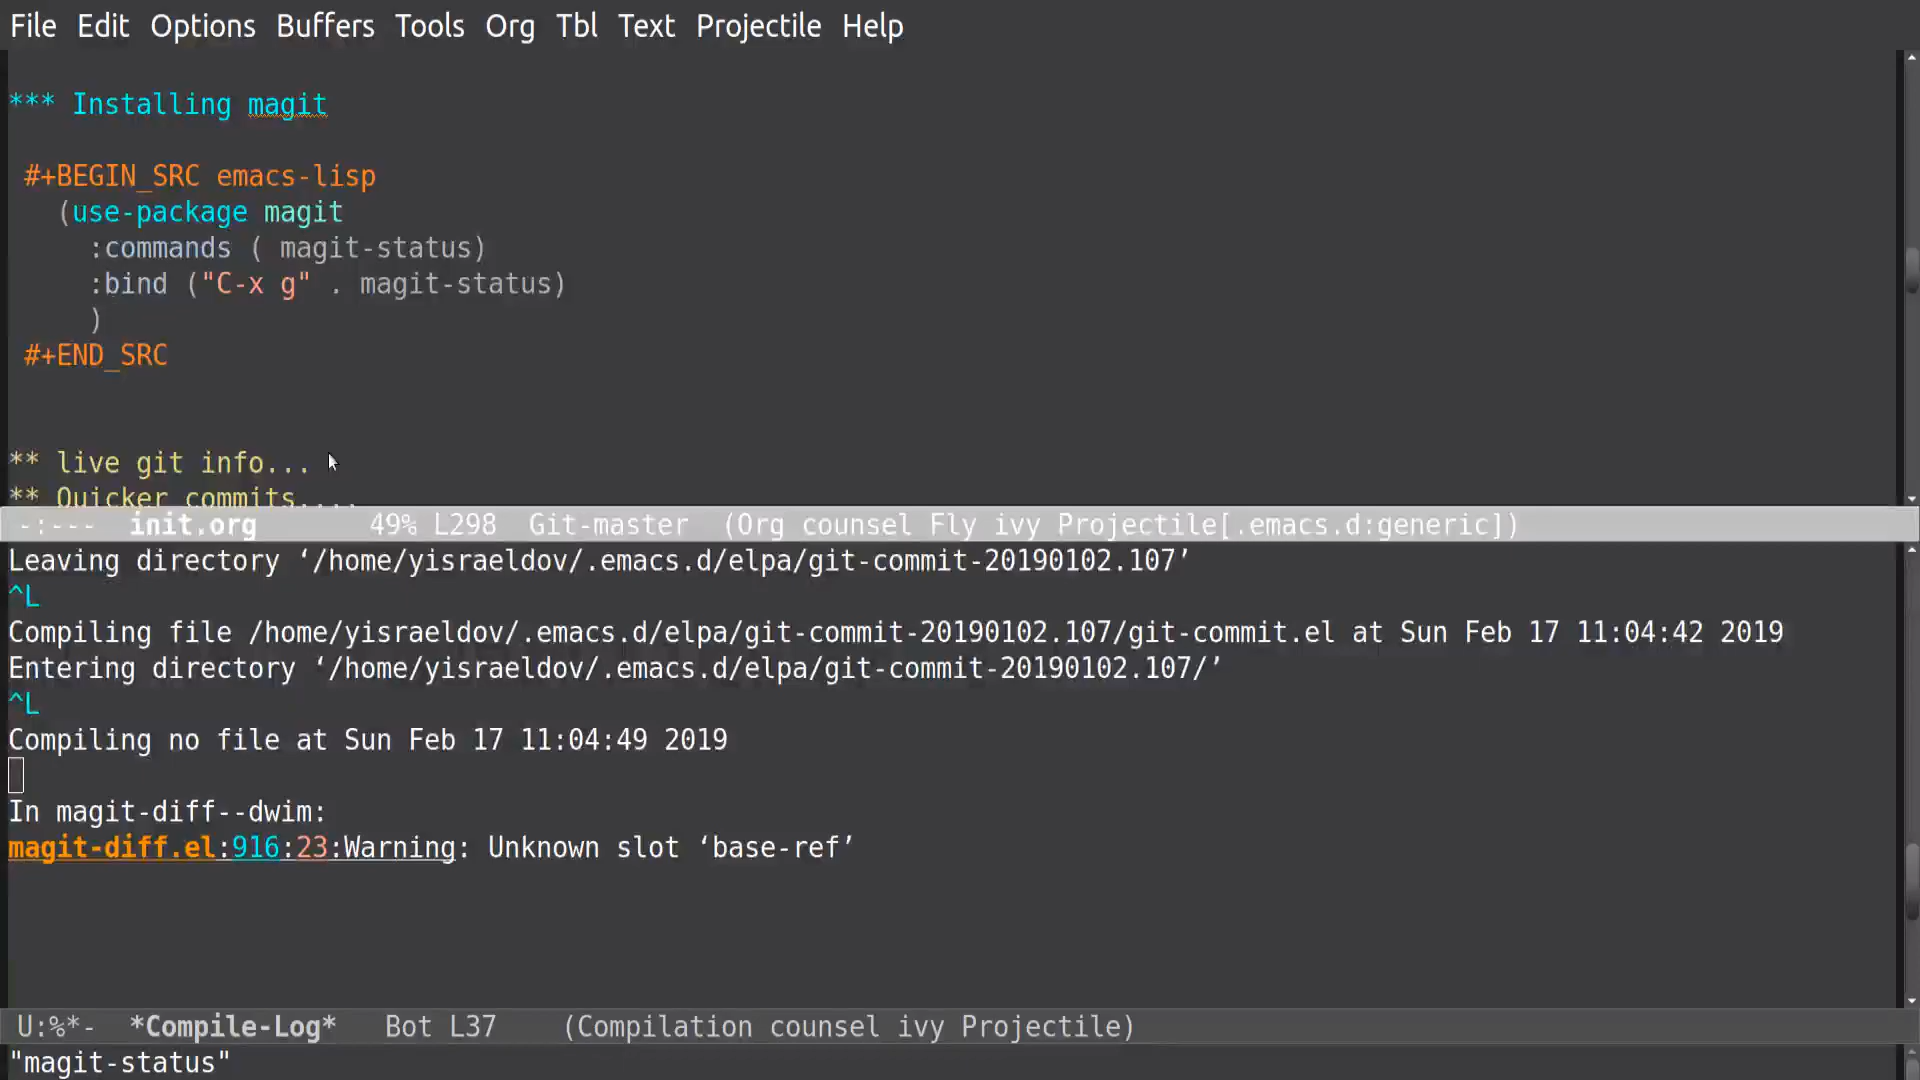 File Edit Options Buffers Tools Org Tbl Text Projectile Help
*** Installing magit
#+BEGIN_SRC emacs-lisp
(use-package magit
:commands ( magit-status)
:bind ("C-x g" . magit-status)
)
#+END_SRC
** live git info...
** Quicker commits....
-:--- init.org 49% L298 Git-master (Org counsel Fly ivy Projectile[.emacs.d:generic])
Leaving directory ‘/home/yisraeldov/.emacs.d/elpa/git-commit-20190102.107’
^L
Compiling file /home/yisraeldov/.emacs.d/elpa/git-commit-20190102.107/git-commit.el at Sun Feb 17 11:04:42 2019
Entering directory ‘/home/yisraeldov/.emacs.d/elpa/git-commit-20190102.107/’
^L
Compiling no file at Sun Feb 17 11:04:49 2019
In magit-diff--dwim:
magit-diff.el:916:23:Warning: Unknown slot ‘base-ref’
U:%*- *Compile-Log* Bot L37 (Compilation counsel ivy Projectile)
"magit-status"